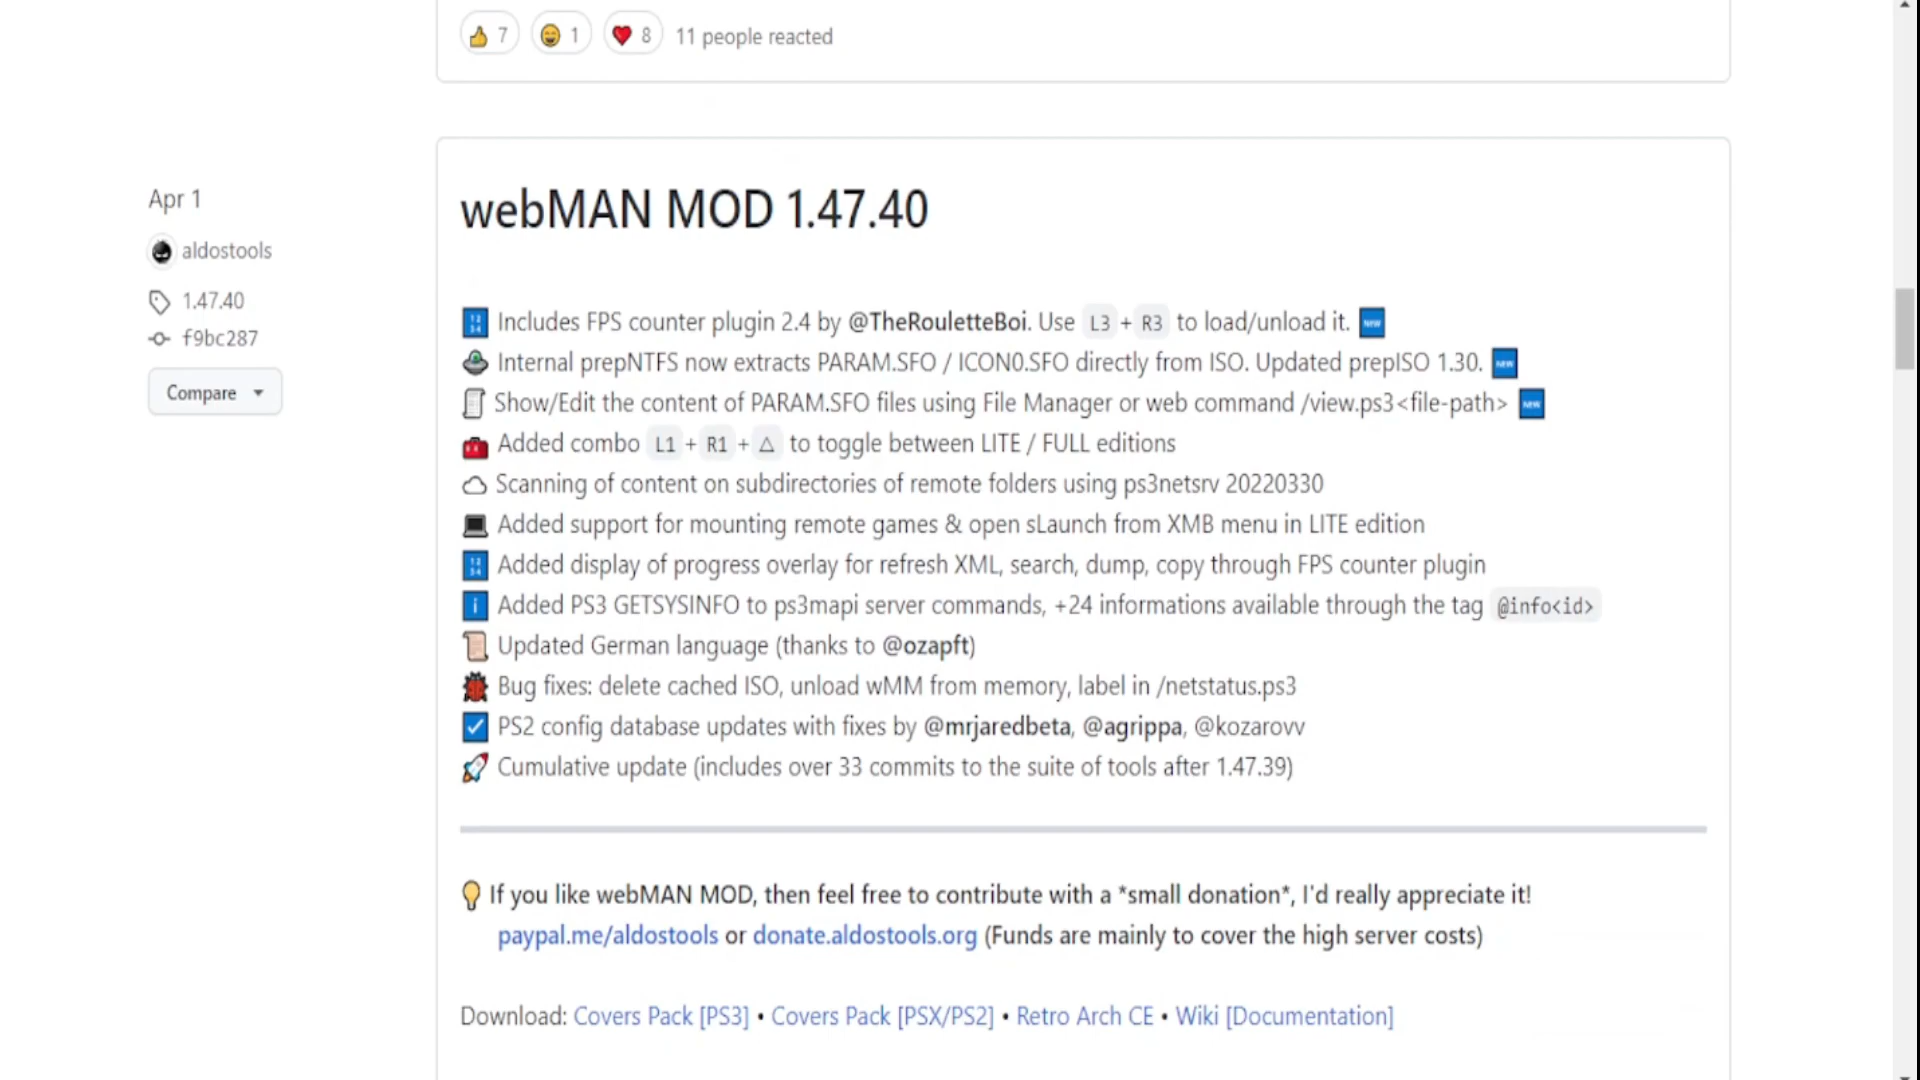 7 1 8 11 people reacted
webMAN MOD 1.47.40
Apr 1
aldostools
1.47.40
f9bc287
Compare
Includes FPS counter plugin 2.4 by @TheRouletteBoi. Use L3 + R3 to load/unload it. NEW
Internal prepNTFS now extracts PARAM.SFO / ICON0.SFO directly from ISO. Updated prepISO 1.30. NEW
Show/Edit the content of PARAM.SFO files using File Manager or web command /view.ps3<file-path> NEW
Added combo L1 + R1 + △ to toggle between LITE / FULL editions
Scanning of content on subdirectories of remote folders using ps3netsrv 20220330
Added support for mounting remote games & open sLaunch from XMB menu in LITE edition
Added display of progress overlay for refresh XML, search, dump, copy through FPS counter plugin
Added PS3 GETSYSINFO to ps3mapi server commands, +24 informations available through the tag @info<id>
Updated German language (thanks to @ozapft)
Bug fixes: delete cached ISO, unload wMM from memory, label in /netstatus.ps3
PS2 config database updates with fixes by @mrjaredbeta, @agrippa, @kozarovv
Cumulative update (includes over 33 commits to the suite of tools after 1.47.39)
If you like webMAN MOD, then feel free to contribute with a *small donation*, I'd really appreciate it!
paypal.me/aldostools or donate.aldostools.org (Funds are mainly to cover the high server costs)
Download: Covers Pack [PS3] • Covers Pack [PSX/PS2] • Retro Arch CE • Wiki [Documentation]